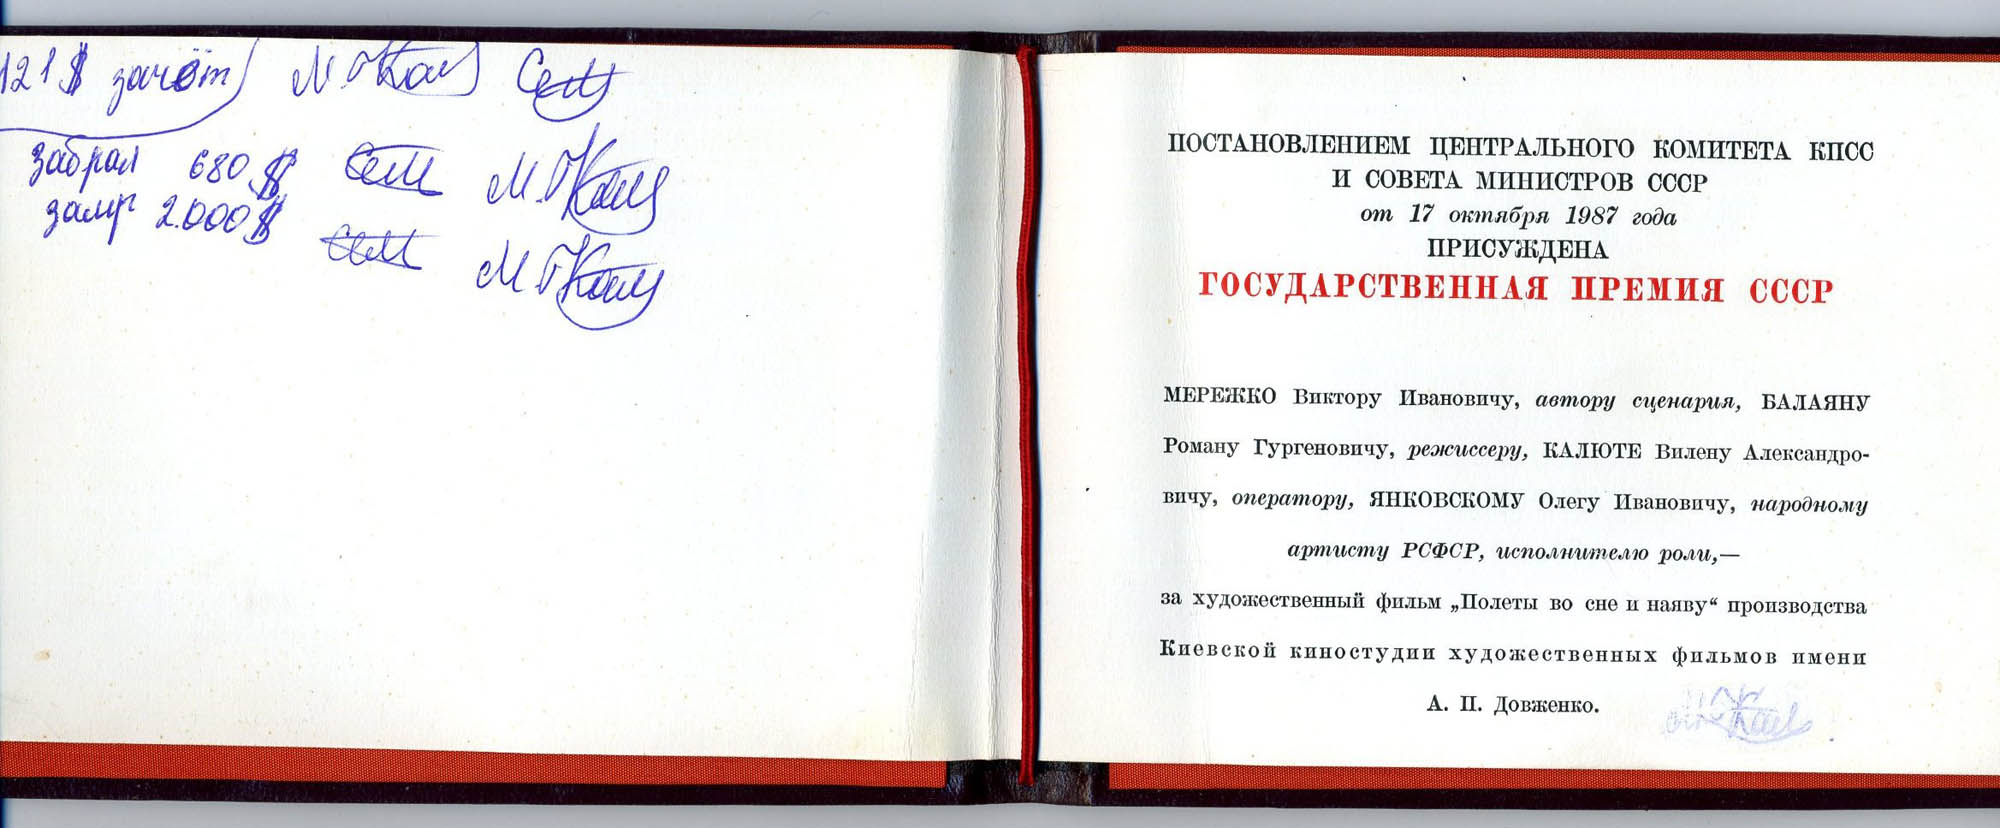 121$ зачёт
забрал 680$
2.000$
ПОСТАНОВЛЕНИЕМ ЦЕНТРАЛЬНОГО КОМИТЕТА КПСС
И СОВЕТА МИНИСТРОВ СССР
от 17 октября 1987 года
ПРИСУЖДЕНА
ГОСУДАРСТВЕННАЯ ПРЕМИЯ СССР
МЕРЕЖКО Виктору Ивановичу, автору сценария, БАЛАЯНУ
Роману Гургеновичу, режиссеру, КАЛЮТЕ Вилену Александро-
вичу, оператору, ЯНКОВСКОМУ Олегу Ивановичу, народному
артисту РСФСР, исполнителю роли,—
за художественный фильм „Полеты во сне и наяву“ производства
Киевской киностудии художественных фильмов имени
А. П. Довженко.